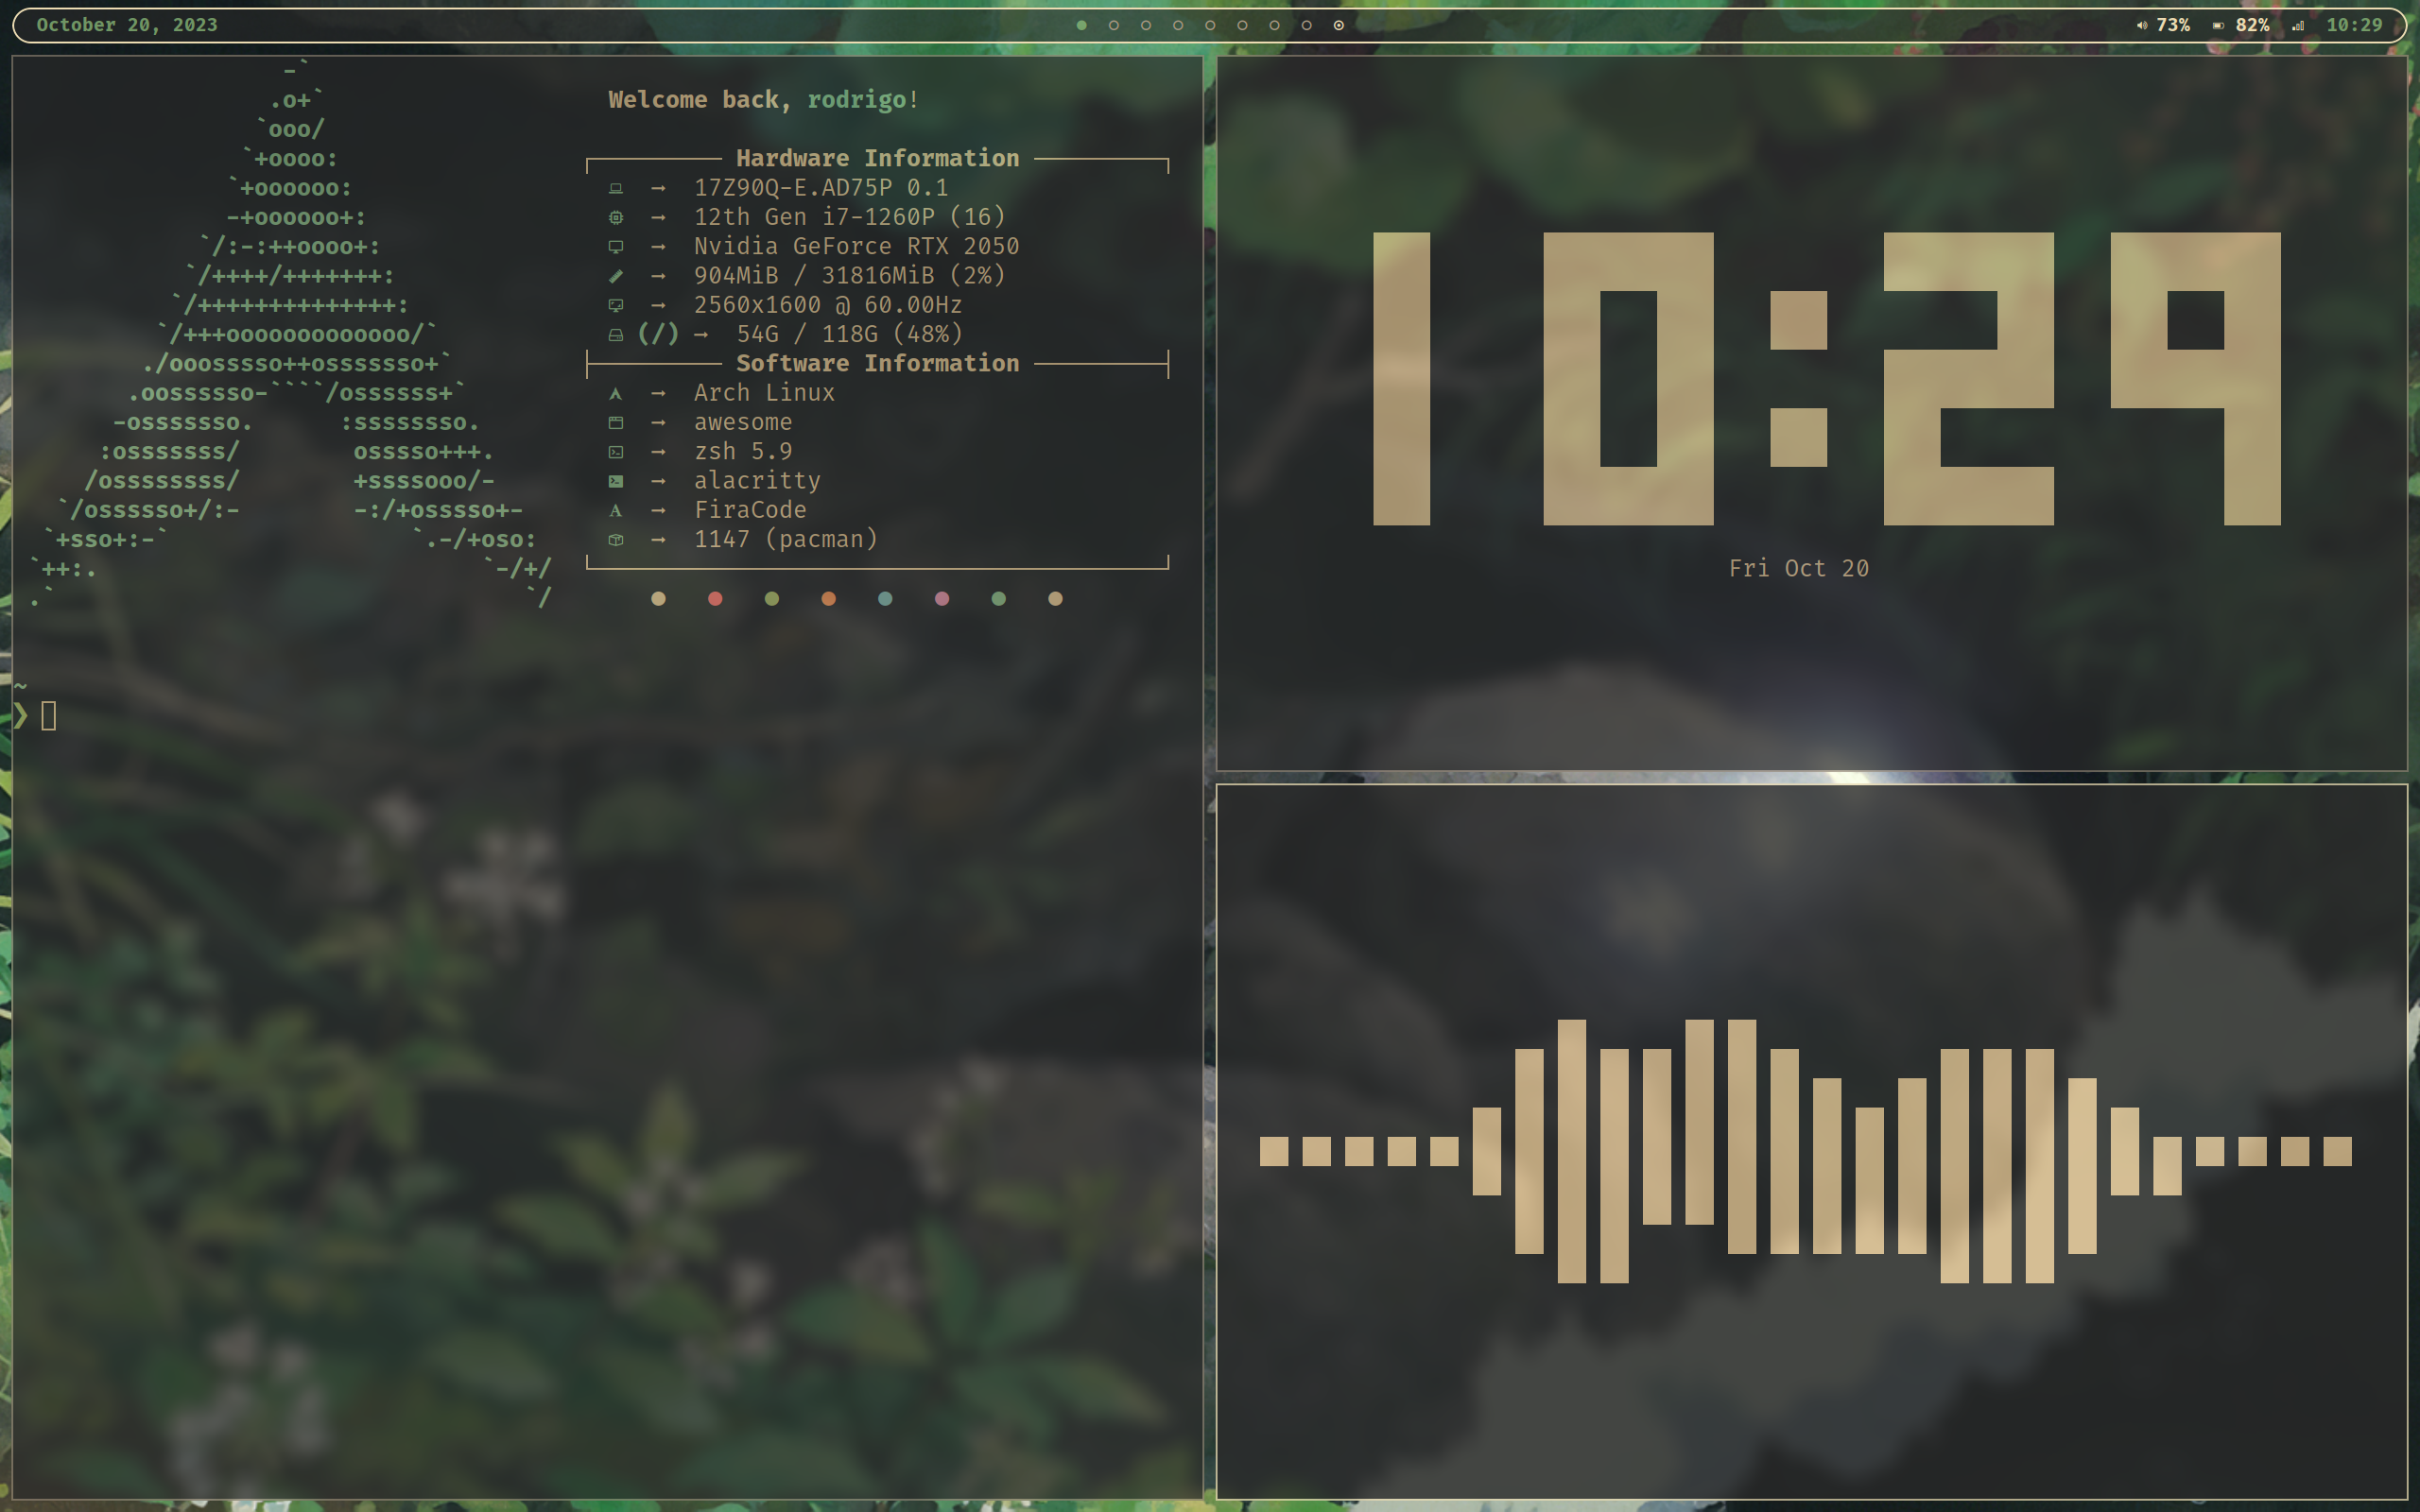 October 20, 2023
73% 82% 10:29
-`
.o+`
`ooo/
`+oooo:
`+oooooo:
-+oooooo+:
`/:-:++oooo+:
`/++++/+++++++:
`/++++++++++++++:
`/+++ooooooooooooo/`
./ooosssso++osssssso+`
.oossssso-````/ossssss+`
-osssssso. :ssssssso.
:osssssss/ osssso+++.
/ossssssss/ +ssssooo/-
`/ossssso+/:- -:/+osssso+-
`+sso+:-` `.-/+oso:
`++:. `-/+/
.` `/
Welcome back, rodrigo!
Hardware Information
→ 17Z90Q-E.AD75P 0.1
→ 12th Gen i7-1260P (16)
→ Nvidia GeForce RTX 2050
→ 904MiB / 31816MiB (2%)
→ 2560x1600 @ 60.00Hz
(/) → 54G / 118G (48%)
Software Information
→ Arch Linux
→ awesome
→ zsh 5.9
→ alacritty
→ FiraCode
→ 1147 (pacman)
~
❯
10:29
Fri Oct 20